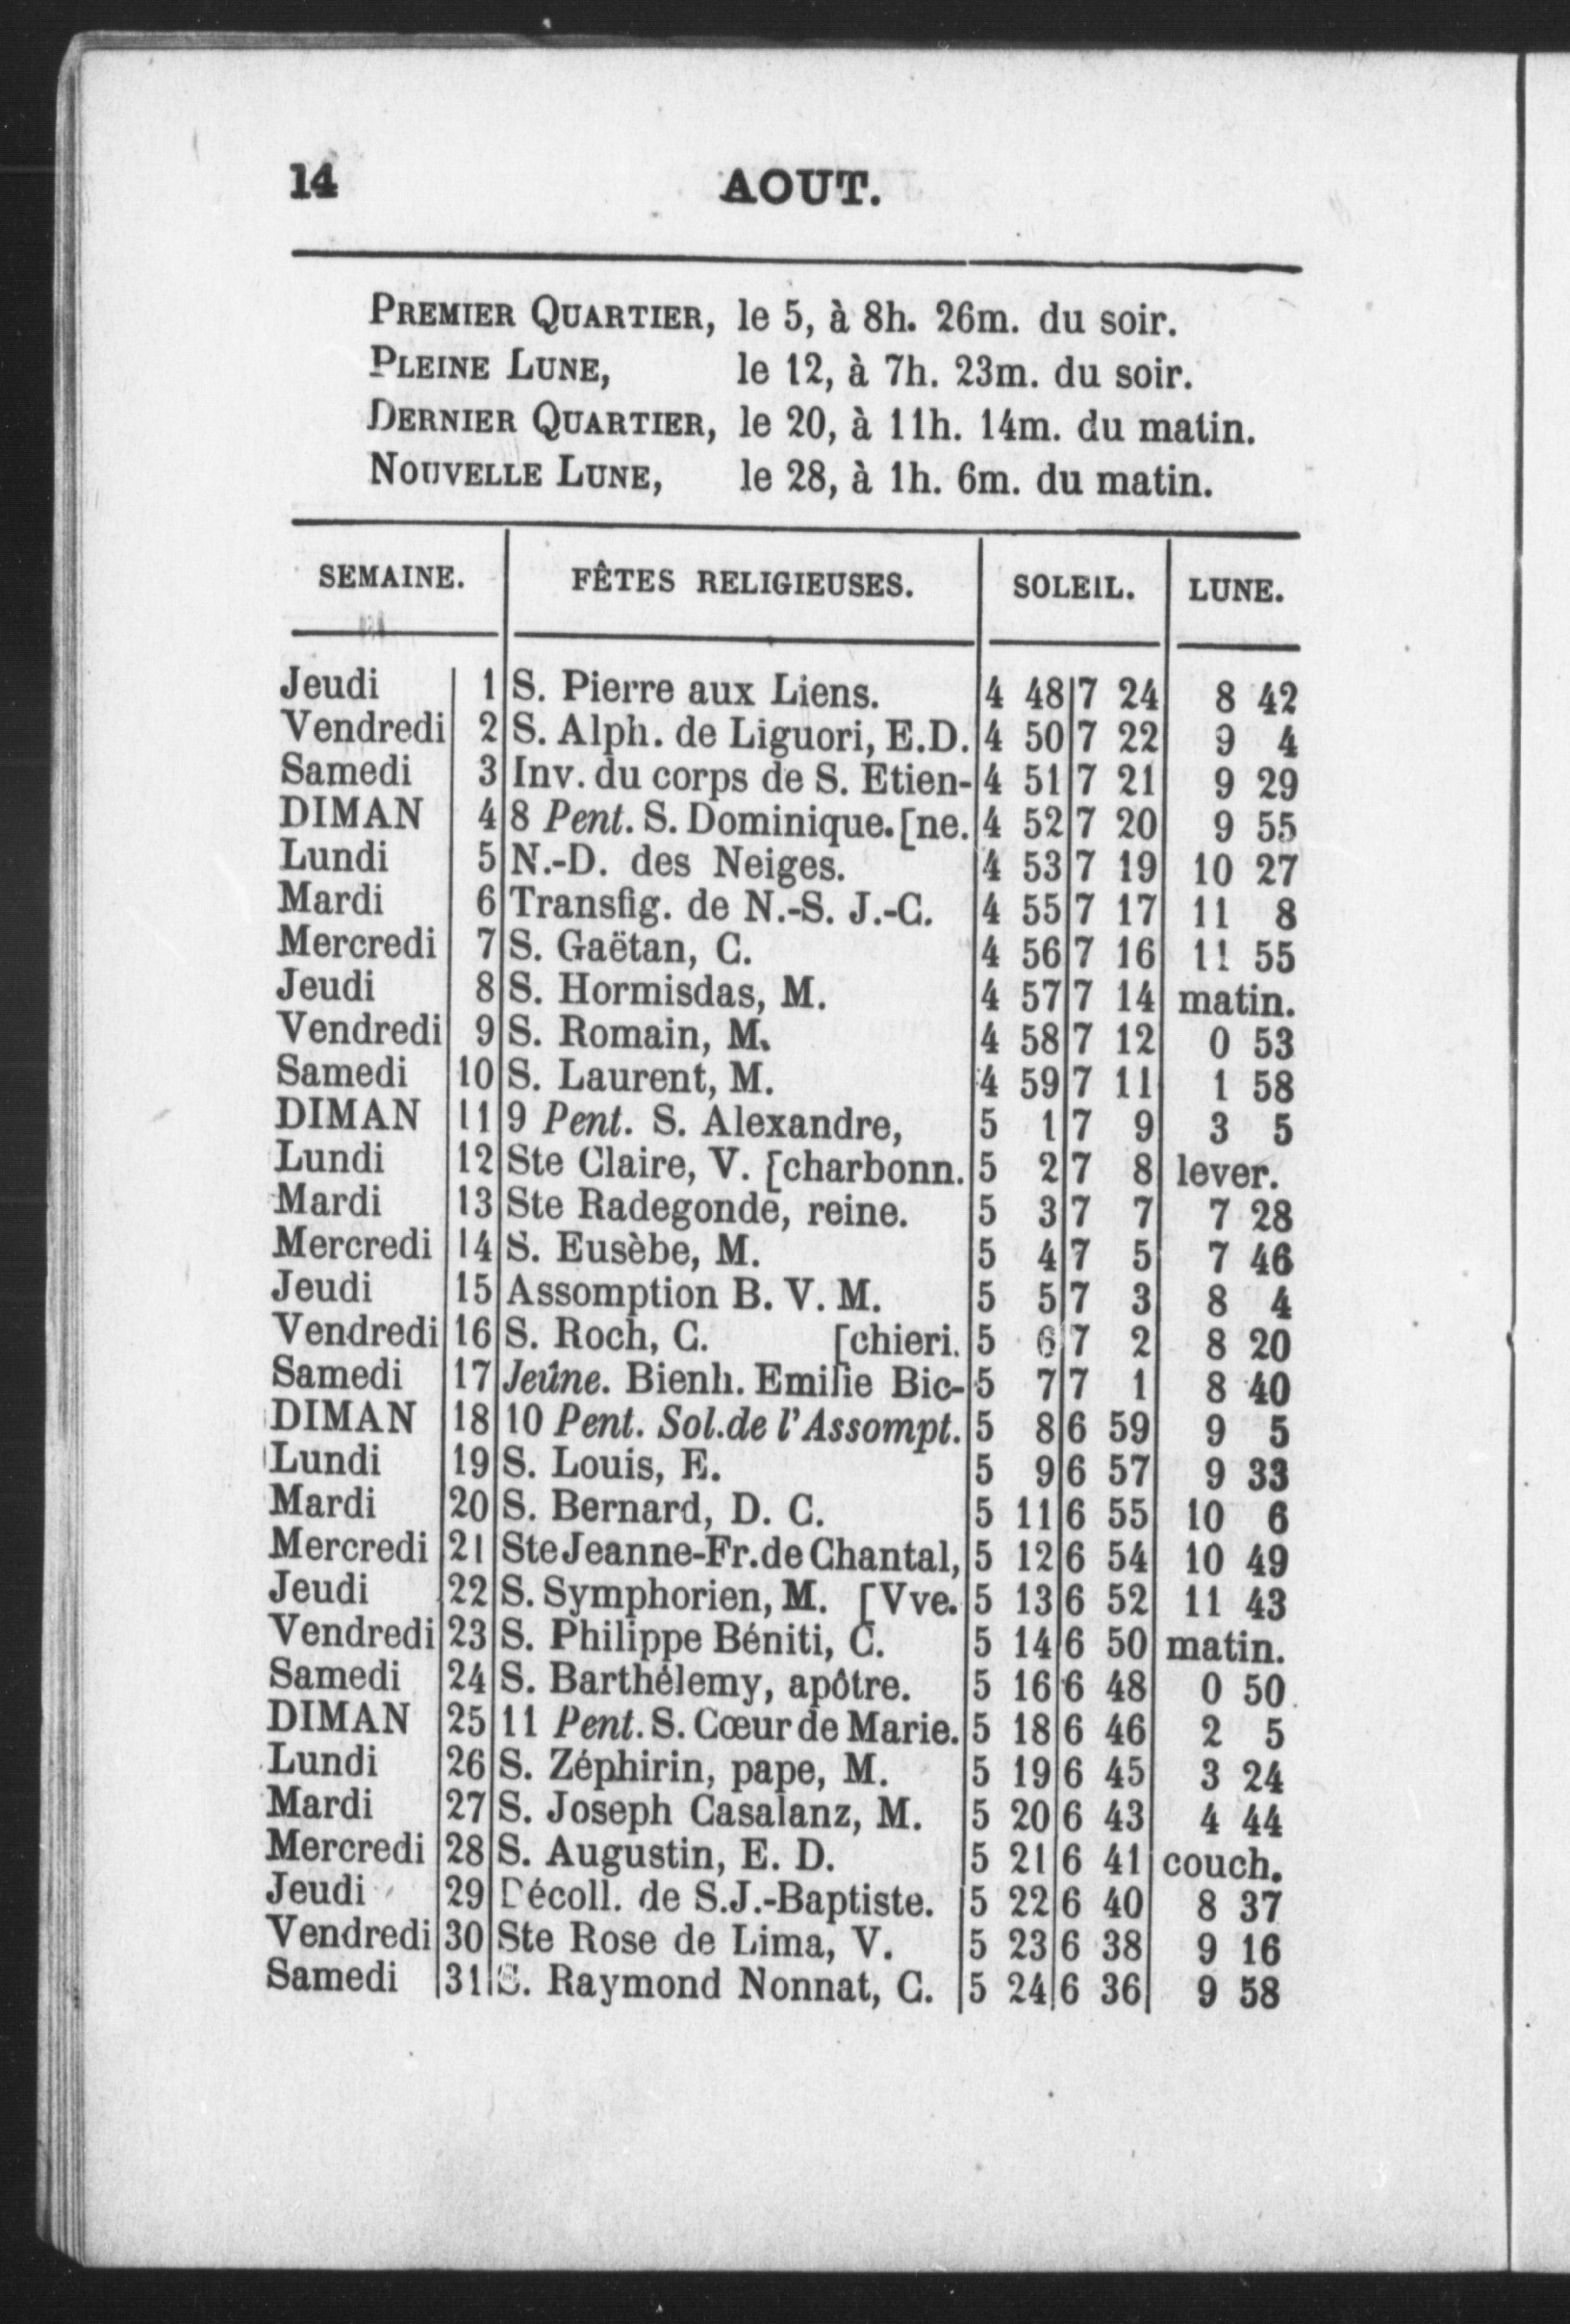 14 AOUT.
PREMIER QUARTIER, le 5, à 8h. 26m. du soir.
PLEINE LUNE, le 12, à 7h. 23m. du soir.
DERNIER QUARTIER, le 20, à 11h. 14m. du matin.
NOUVELLE LUNE, le 28, à 1h. 6m. du matin.
SEMAINE. FÊTES RELIGIEUSES. SOLEIL. LUNE.
Jeudi 1 S. Pierre aux Liens. 4 48 7 24 8 42
Vendredi 2 S. Alph. de Liguori, E.D. 4 50 7 22 9 4
Samedi 3 Inv. du corps de S. Etien- 4 51 7 21 9 29
DIMAN 4 8 Pent. S. Dominique. [ne. 4 52 7 20 9 55
Lundi 5 N.-D. des Neiges. 4 53 7 19 10 27
Mardi 6 Transfig. de N.-S. J.-C. 4 55 7 17 11 8
Mercredi 7 S. Gaëtan, C. 4 56 7 16 11 55
Jeudi 8 S. Hormisdas, M. 4 57 7 14 matin.
Vendredi 9 S. Romain, M. 4 58 7 12 0 53
Samedi 10 S. Laurent, M. 4 59 7 11 1 58
DIMAN 11 9 Pent. S. Alexandre, 5 1 7 9 3 5
Lundi 12 Ste Claire, V. [charbonn. 5 2 7 8 lever.
Mardi 13 Ste Radegonde, reine. 5 3 7 7 7 28
Mercredi 14 S. Eusèbe, M. 5 4 7 5 7 46
Jeudi 15 Assomption B. V. M. 5 5 7 3 8 4
Vendredi 16 S. Roch, C. [chieri. 5 6 7 2 8 20
Samedi 17 Jeûne. Bienh. Emilie Bic- 5 7 7 1 8 40
DIMAN 18 10 Pent. Sol. de l'Assompt. 5 8 6 59 9 5
Lundi 19 S. Louis, E. 5 9 6 57 9 33
Mardi 20 S. Bernard, D. C. 5 11 6 55 10 6
Mercredi 21 Ste Jeanne-Fr. de Chantal, 5 12 6 54 10 49
Jeudi 22 S. Symphorien, M. [Vve. 5 13 6 52 11 43
Vendredi 23 S. Philippe Béniti, C. 5 14 6 50 matin.
Samedi 24 S. Barthélemy, apôtre. 5 16 6 48 0 50
DIMAN 25 11 Pent. S. Cœur de Marie. 5 18 6 46 2 5
Lundi 26 S. Zéphirin, pape, M. 5 19 6 45 3 24
Mardi 27 S. Joseph Casalanz, M. 5 20 6 43 4 44
Mercredi 28 S. Augustin, E. D. 5 21 6 41 couch.
Jeudi 29 Décoll. de S.J.-Baptiste. 5 22 6 40 8 37
Vendredi 30 Ste Rose de Lima, V. 5 23 6 38 9 16
Samedi 31 S. Raymond Nonnat, C. 5 24 6 36 9 58